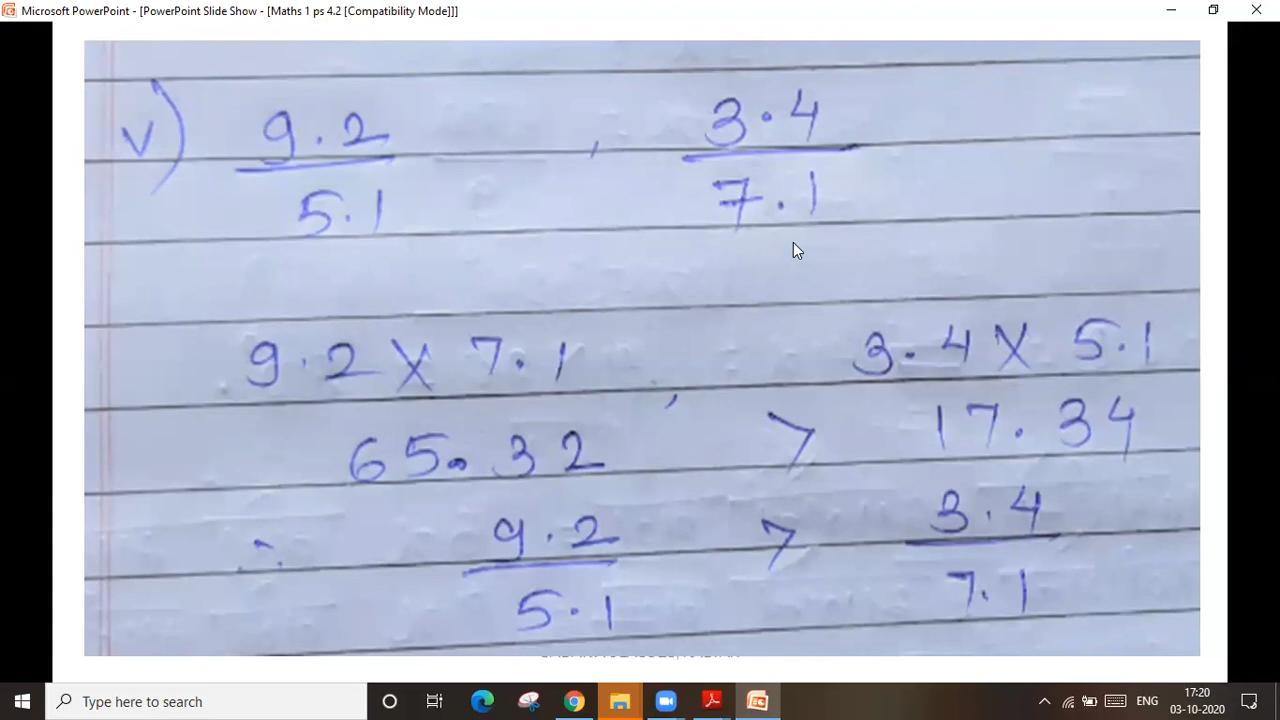 Microsoft PowerPoint - [PowerPoint Slide Show - [Maths 1 ps 4.2 [Compatibility Mode]]]
v) 9.2/5.1 , 3.4/7.1
9.2 X 7.1 , 3.4 X 5.1
65.32 > 17.34
∴ 9.2/5.1 > 3.4/7.1
Type here to search
ENG
17:20
03-10-2020